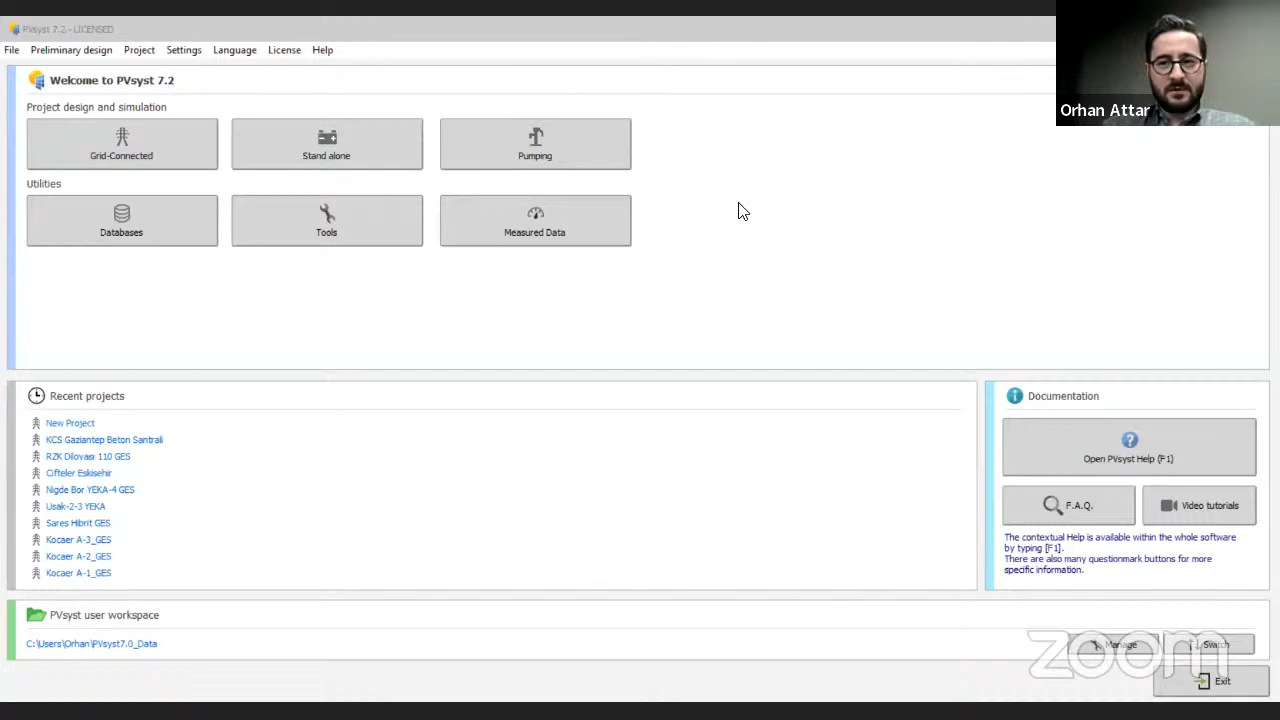 PVsyst 7.2 - LICENSED
File Preliminary design Project Settings Language License Help
Orhan Attar
Welcome to PVsyst 7.2
Project design and simulation
Grid-Connected
Stand alone
Pumping
Utilities
Databases
Tools
Measured Data
Recent projects
New Project
KCS Gaziantep Beton Santrali
RZK Dilovası 110 GES
Cifteler Eskisehir
Nigde Bor YEKA-4 GES
Usak-2-3 YEKA
Sares Hibrit GES
Kocaer A-3_GES
Kocaer A-2_GES
Kocaer A-1_GES
Documentation
Open PVsyst Help (F1)
F.A.Q.
Video tutorials
The contextual Help is available within the whole software
by typing [F1].
There are also many questionmark buttons for more
specific information.
PVsyst user workspace
C:\Users\Orhan\PVsyst7.0_Data
Manage
Switch
zoom
Exit